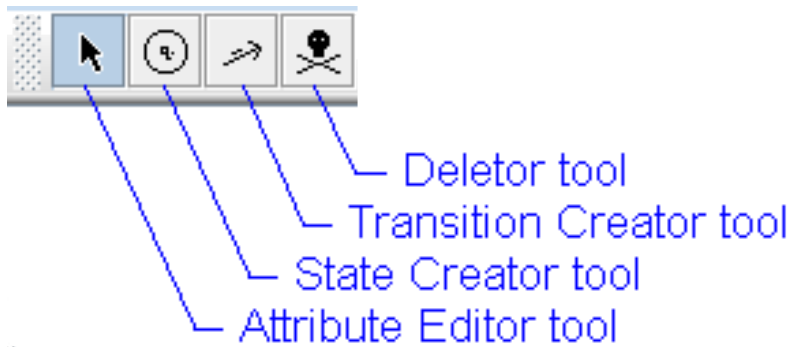 q
Deletor tool
Transition Creator tool
State Creator tool
Attribute Editor tool